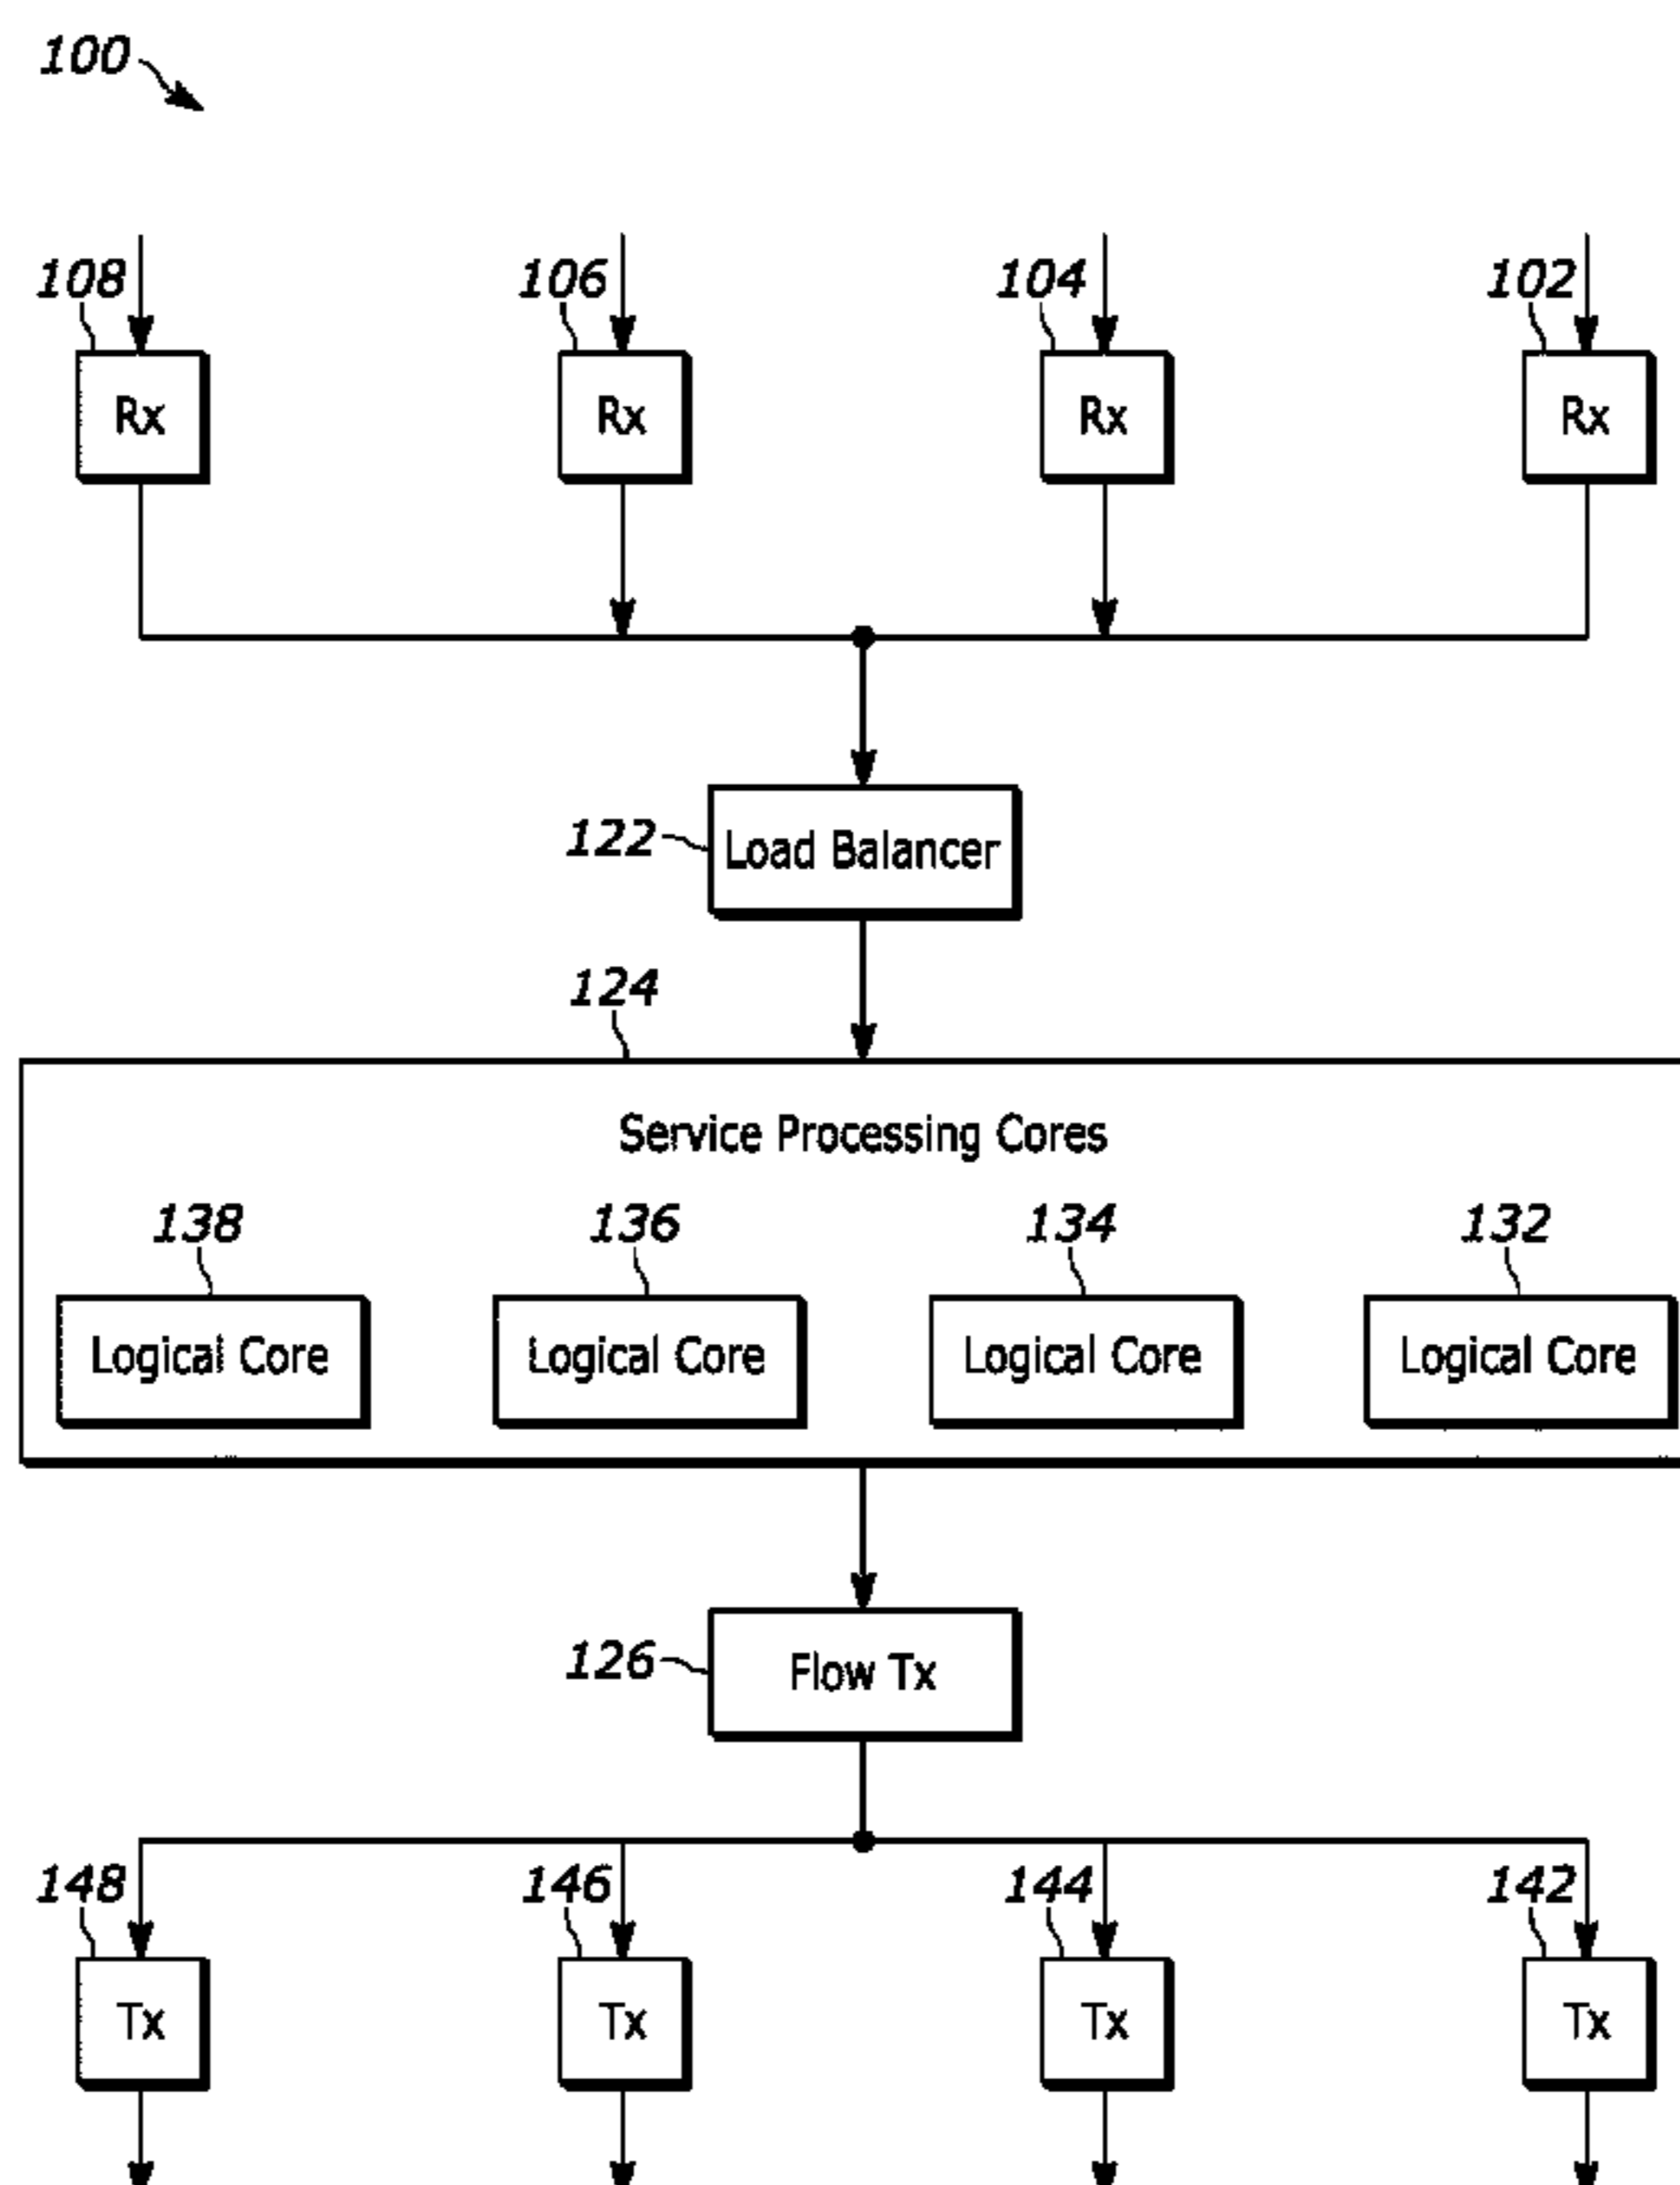 100
108 106 104 102
Rx Rx Rx Rx
122
Load Balancer
124
Service Processing Cores
138 136 134 132
Logical Core Logical Core Logical Core Logical Core
126
Flow Tx
148 146 144 142
Tx Tx Tx Tx